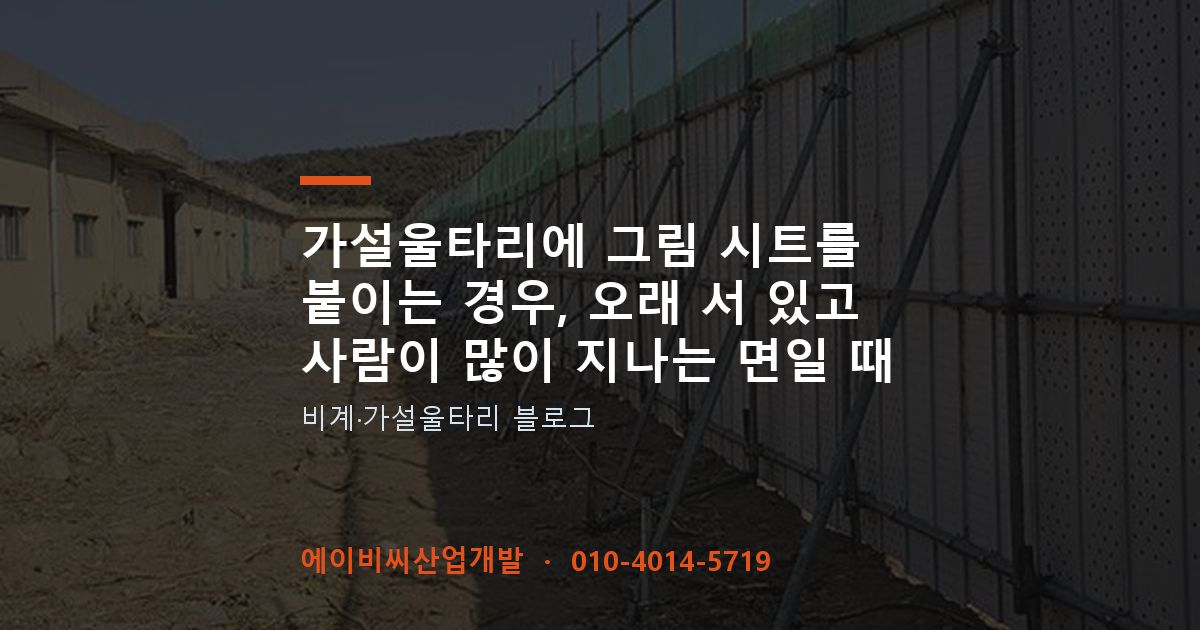 가설울타리에 그림 시트를
붙이는 경우, 오래 서 있고
사람이 많이 지나는 면일 때
비계·가설울타리 블로그
에이비씨산업개발 · 010-4014-5719